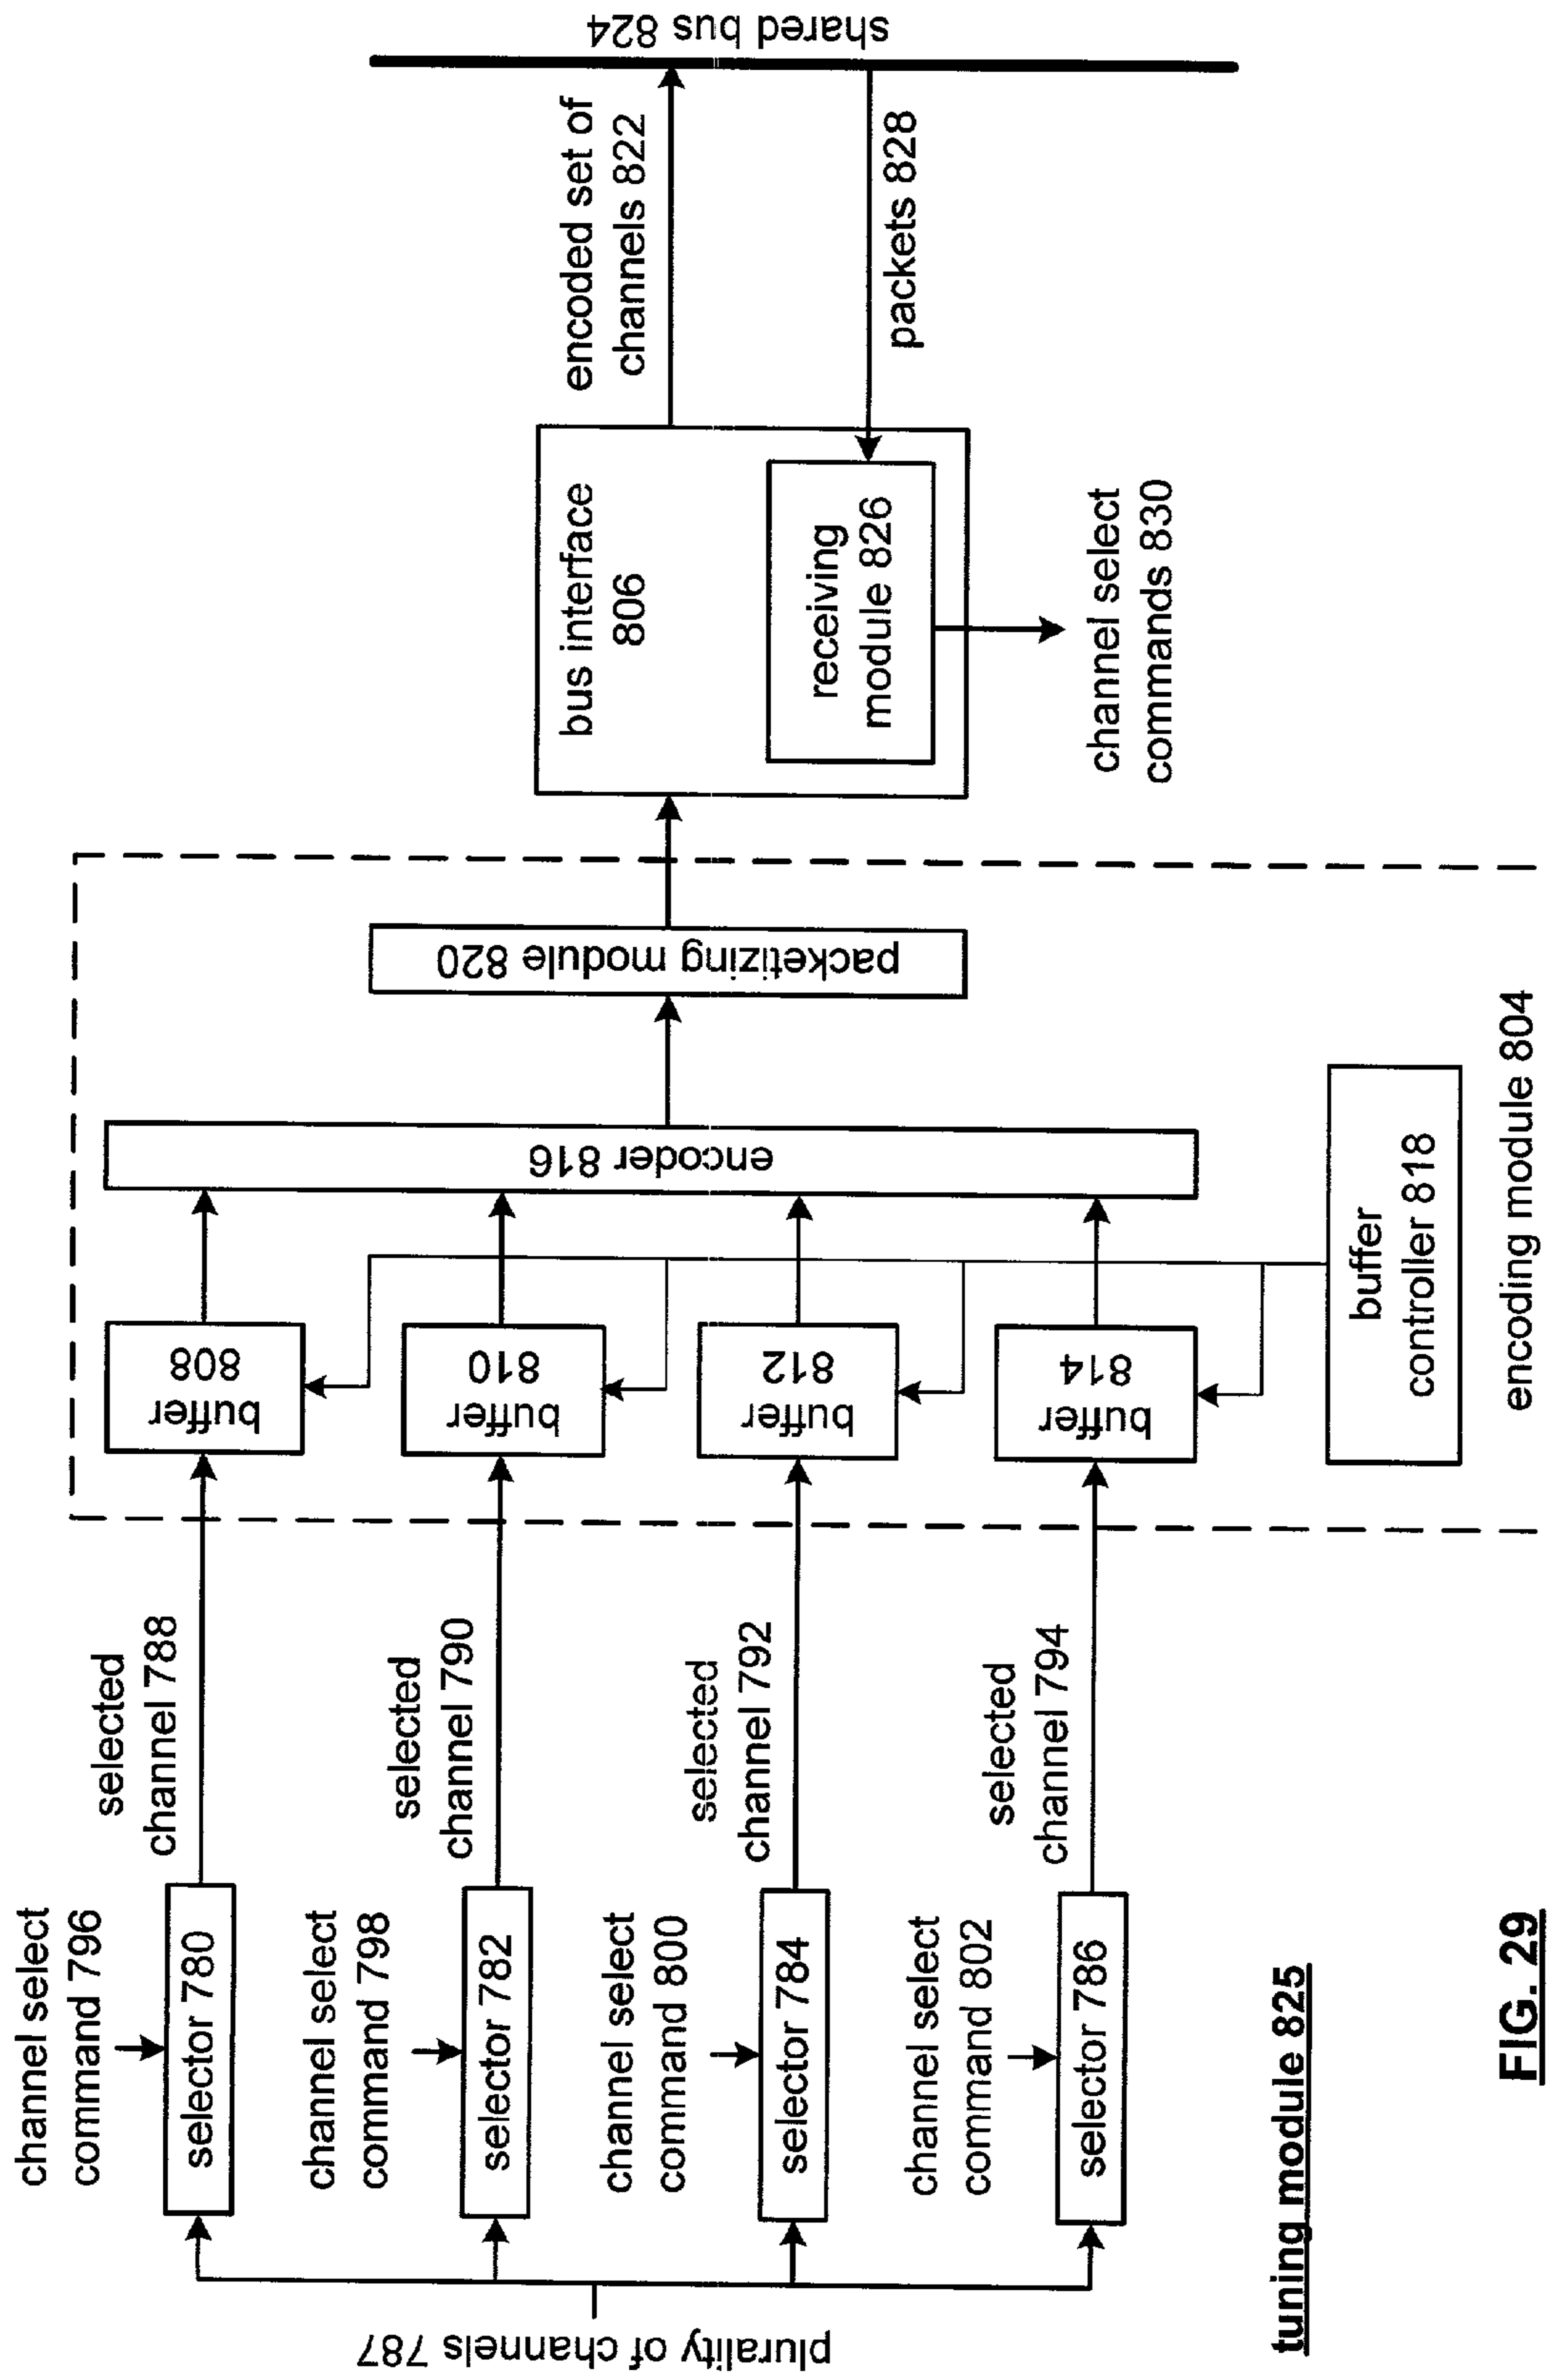 channel select
command 796
selector 780
selected
channel 788
buffer
808
channel select
command 798
selector 782
selected
channel 790
buffer
810
channel select
command 800
selector 784
selected
channel 792
buffer
812
channel select
command 802
selector 786
selected
channel 794
buffer
814
plurality of channels 787
encoder 816
packetizing module 820
buffer
controller 818
encoding module 804
bus interface
806
receiving
module 826
channel select
commands 830
encoded set of
channels 822
packets 828
shared bus 824
tuning module 825
FIG. 29